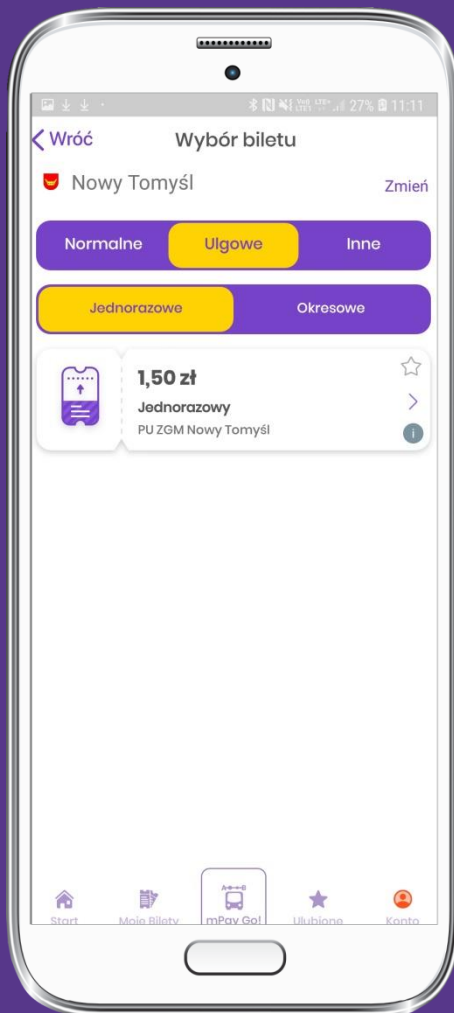 27% 11:11
Wróć Wybór biletu
Nowy Tomyśl Zmień
Normalne Ulgowe Inne
Jednorazowe Okresowe
1,50 zł
Jednorazowy
PU ZGM Nowy Tomyśl
A B
Start Moje Bilety mPay Go! Ulubione Konto